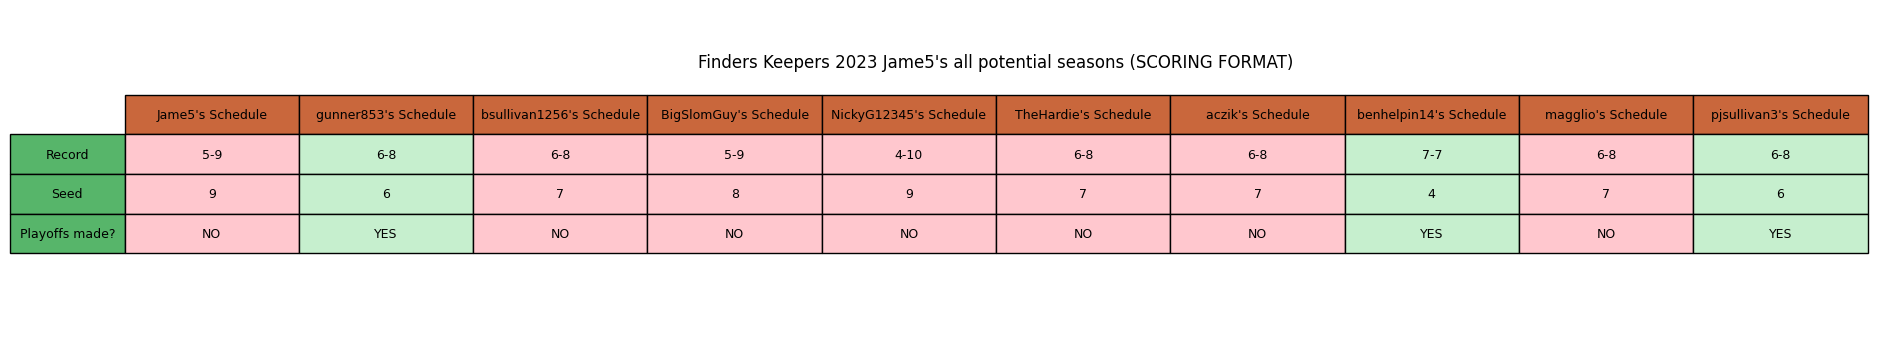 Finders Keepers 2023 Jame5's all potential seasons (SCORING FORMAT)
Jame5's Schedule gunner853's Schedule bsullivan1256's Schedule BigSlomGuy's Schedule NickyG12345's Schedule TheHardie's Schedule aczik's Schedule benhelpin14's Schedule magglio's Schedule pjsullivan3's Schedule
Record 5-9 6-8 6-8 5-9 4-10 6-8 6-8 7-7 6-8 6-8
Seed 9 6 7 8 9 7 7 4 7 6
Playoffs made? NO YES NO NO NO NO NO YES NO YES